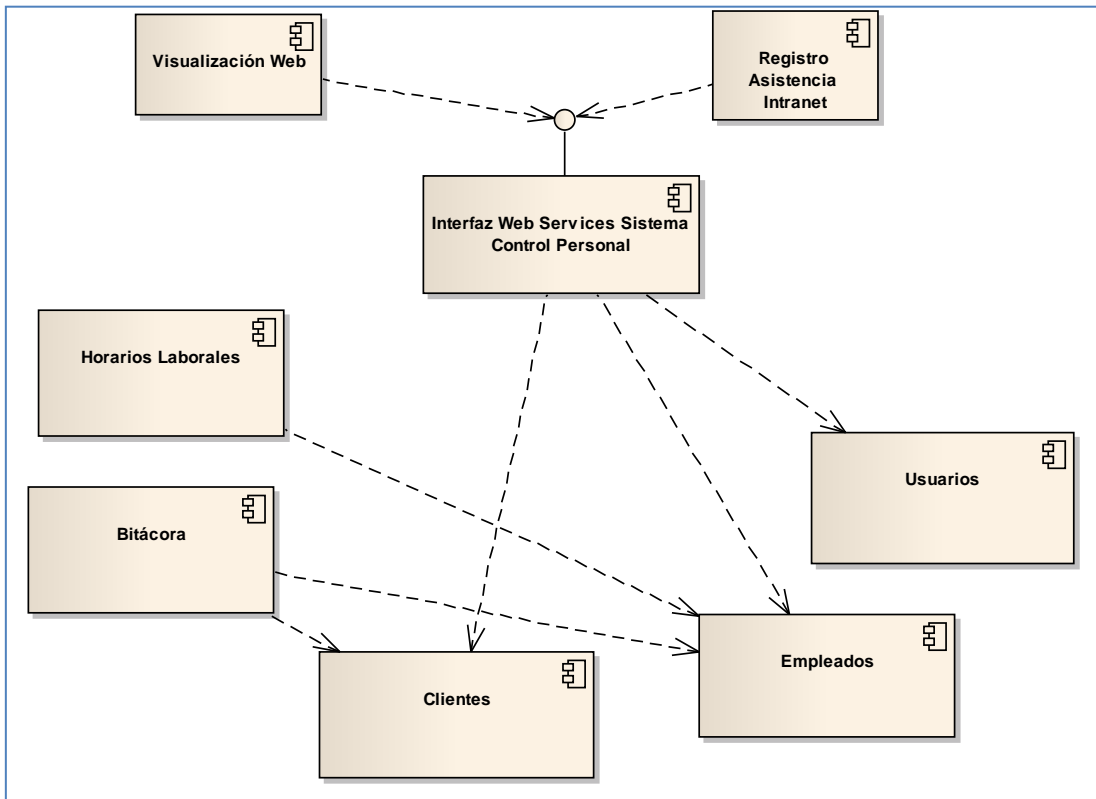 Visualización Web
Registro
Asistencia
Intranet
Interfaz Web Services Sistema
Control Personal
Horarios Laborales
Usuarios
Bitácora
Empleados
Clientes